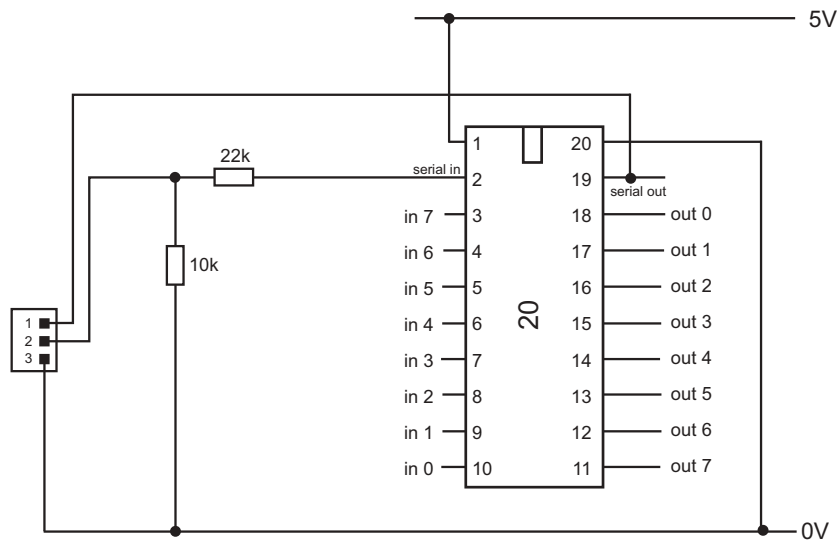 5V
22k
serial in
1 20
2 19
serial out
in 7 3 18 out 0
in 6 4 17 out 1
10k
in 5 5 16 out 2
20
1
in 4 6 15 out 3
2
3
in 3 7 14 out 4
in 2 8 13 out 5
in 1 9 12 out 6
in 0 10 11 out 7
0V